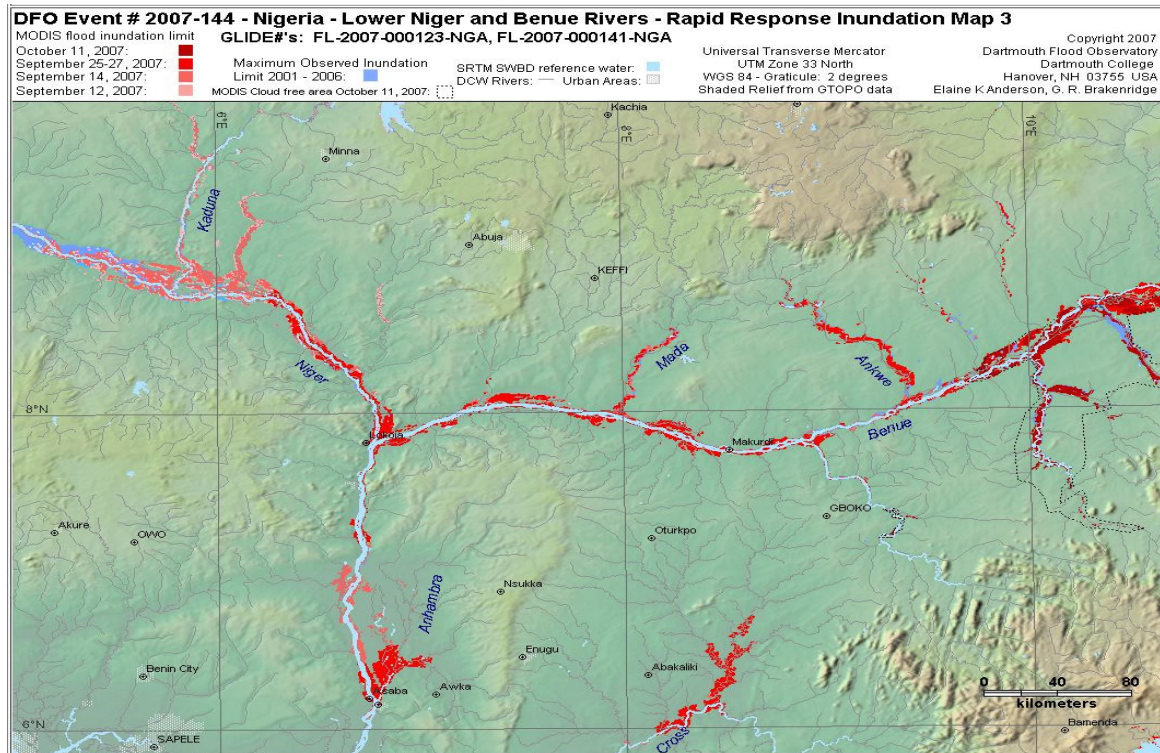 DFO Event # 2007-144 - Nigeria - Lower Niger and Benue Rivers - Rapid Response Inundation Map 3
MODIS flood inundation limit
October 11, 2007:
September 25-27, 2007:
September 14, 2007:
September 12, 2007:
GLIDE#'s: FL-2007-000123-NGA, FL-2007-000141-NGA
Maximum Observed Inundation
Limit 2001 - 2006:
MODIS Cloud free area October 11, 2007:
SRTM SWBD reference water:
DCW Rivers:
Urban Areas:
Universal Transverse Mercator
UTM Zone 33 North
WGS 84 - Graticule: 2 degrees
Shaded Relief from GTOPO data
Copyright 2007
Dartmouth Flood Observatory
Dartmouth College
Hanover, NH 03755 USA
Elaine K Anderson, G. R. Brakenridge
6°E
8°E
10°E
Kachia
Minna
Kaduna
Abuja
KEFFI
Niger
Mada
Ankwe
8°N
Lokoja
Makurdi
Benue
Akure
OWO
GBOKO
Oturkpo
Nsukka
Anhambra
Benin City
Enugu
Abakaliki
Asaba
Awka
0 40 80
kilometers
6°N
SAPELE
Cross
Bamenda